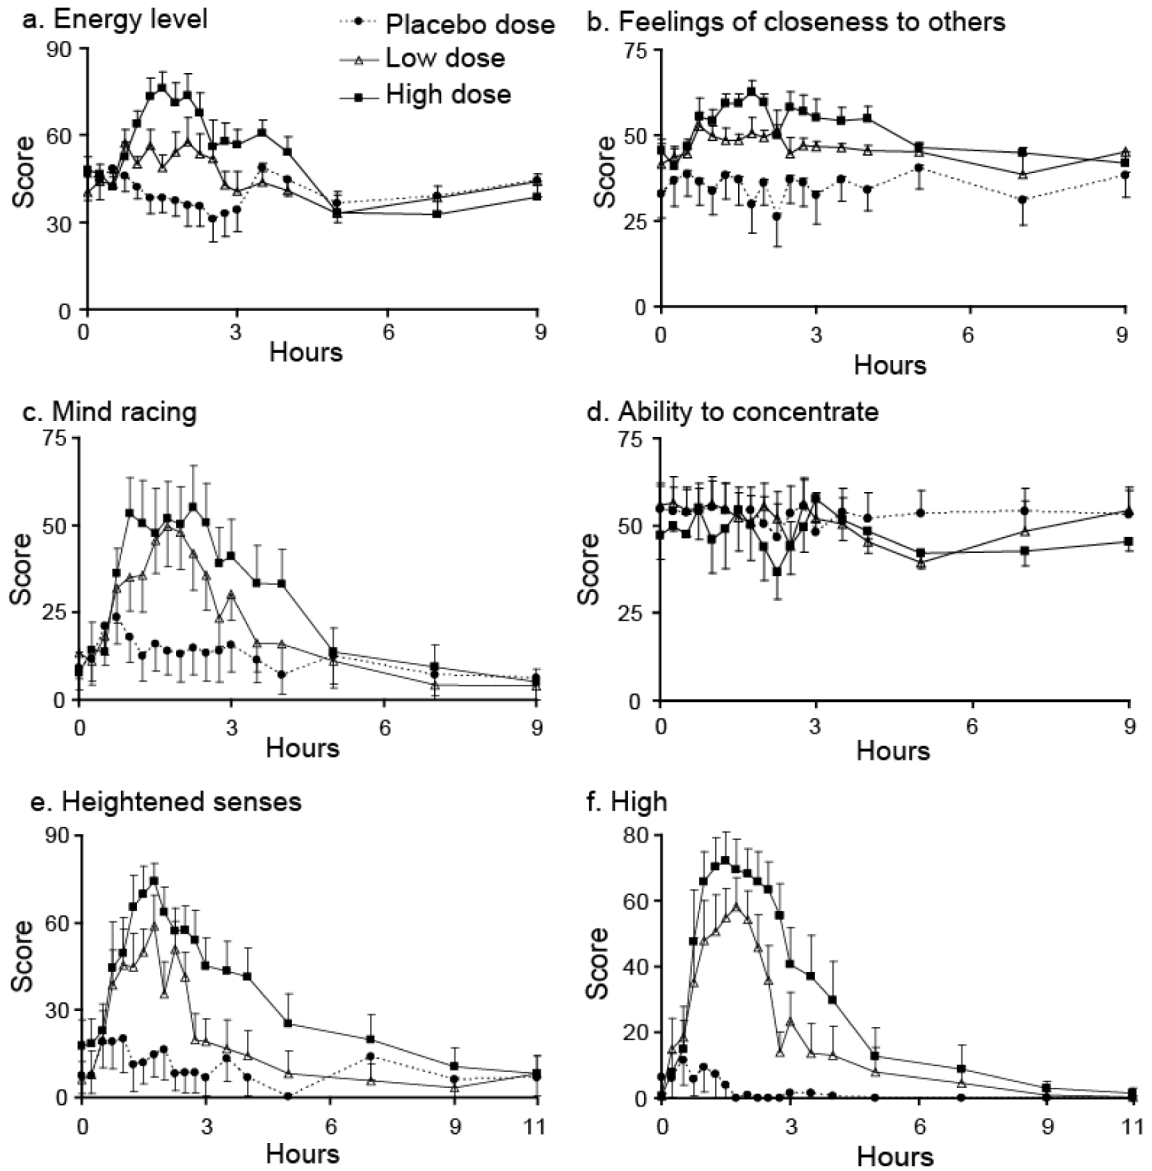 a. Energy level
Placebo dose
Low dose
High dose
90
60
30
0
Score
0 3 6 9
Hours
b. Feelings of closeness to others
75
50
25
0
Score
0 3 6 9
Hours
c. Mind racing
75
50
25
0
Score
0 3 6 9
Hours
d. Ability to concentrate
75
50
25
0
Score
0 3 6 9
Hours
e. Heightened senses
90
60
30
0
Score
0 3 6 9 11
Hours
f. High
80
60
40
20
0
Score
0 3 6 9 11
Hours